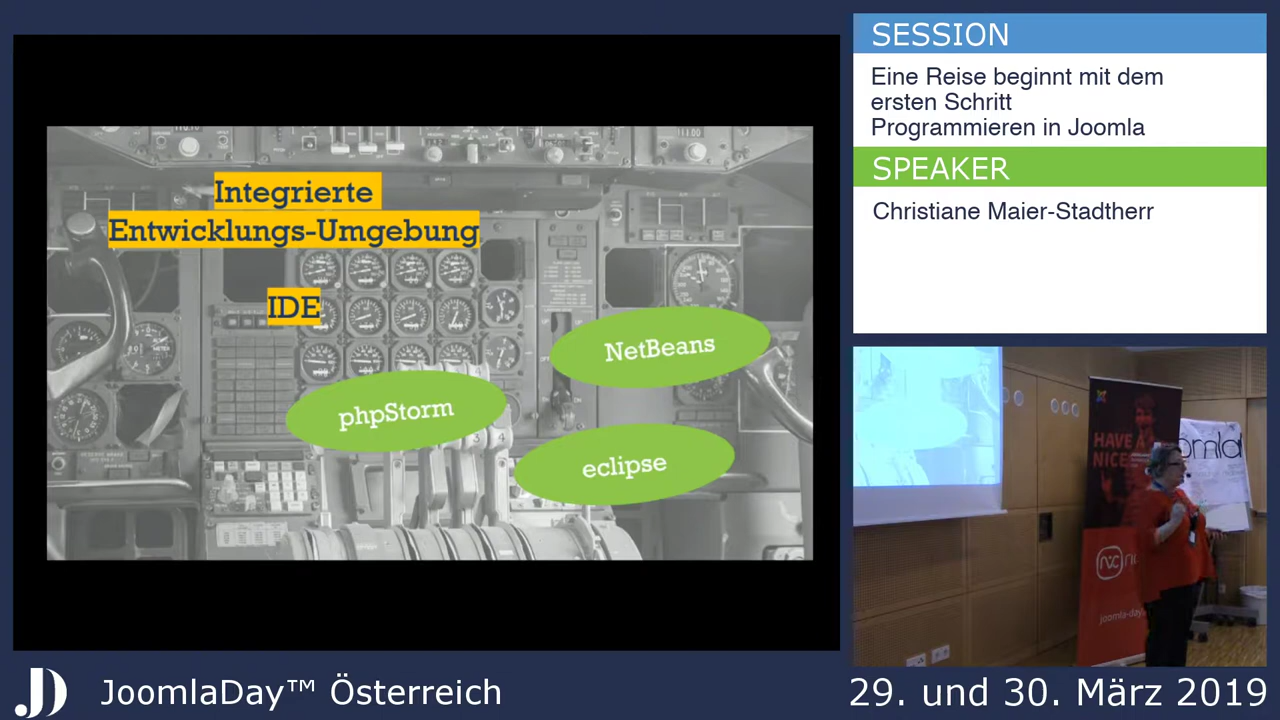 SESSION
Eine Reise beginnt mit dem
ersten Schritt
Programmieren in Joomla
SPEAKER
Christiane Maier-Stadtherr
Integrierte
Entwicklungs-Umgebung
IDE
NetBeans
phpStorm
eclipse
HAVE A
NICE
joomla-day
JoomlaDay™ Österreich
29. und 30. März 2019